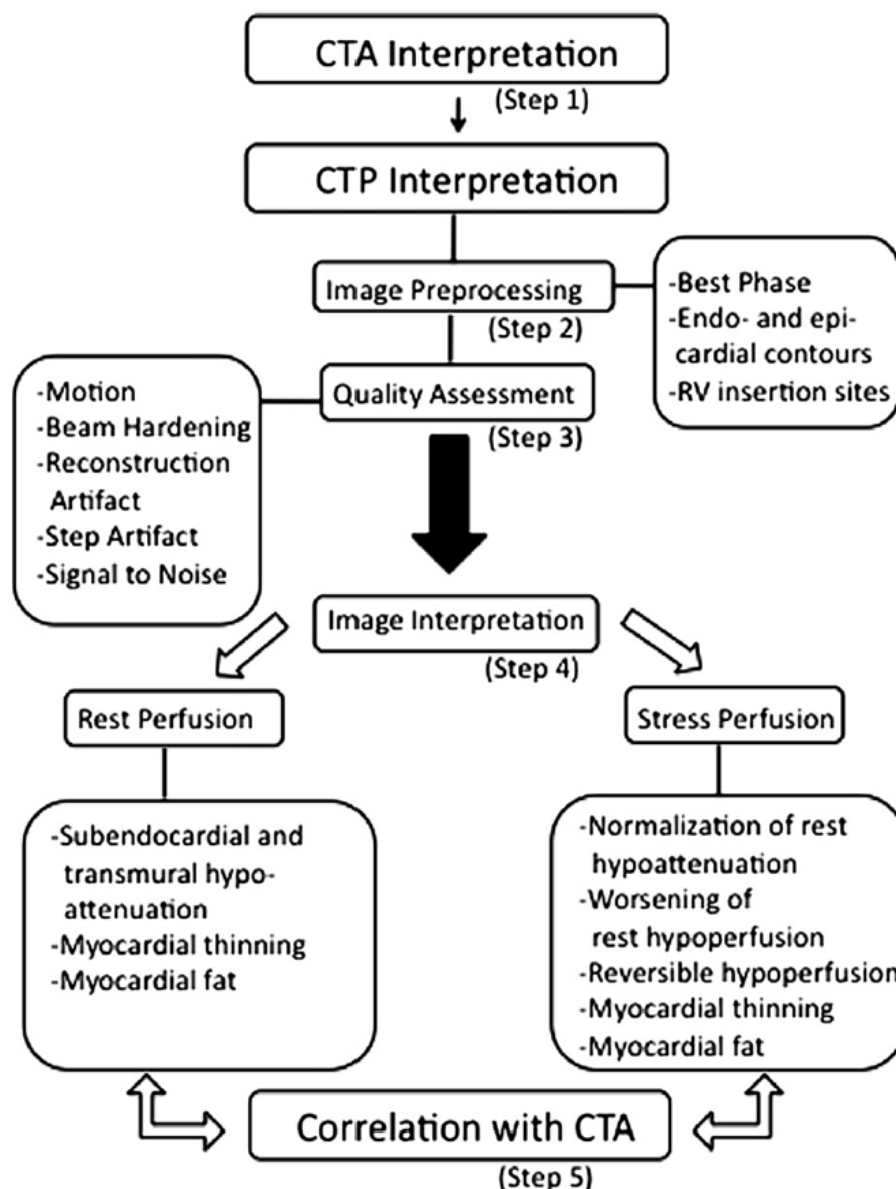 CTA Interpretation
(Step 1)
CTP Interpretation
Image Preprocessing
(Step 2)
-Best Phase
-Endo- and epi-
cardial contours
-RV insertion sites
Quality Assessment
(Step 3)
-Motion
-Beam Hardening
-Reconstruction
Artifact
-Step Artifact
-Signal to Noise
Image Interpretation
(Step 4)
Rest Perfusion
-Subendocardial and
transmural hypo-
attenuation
-Myocardial thinning
-Myocardial fat
Stress Perfusion
-Normalization of rest
hypoattenuation
-Worsening of
rest hypoperfusion
-Reversible hypoperfusion
-Myocardial thinning
-Myocardial fat
Correlation with CTA
(Step 5)